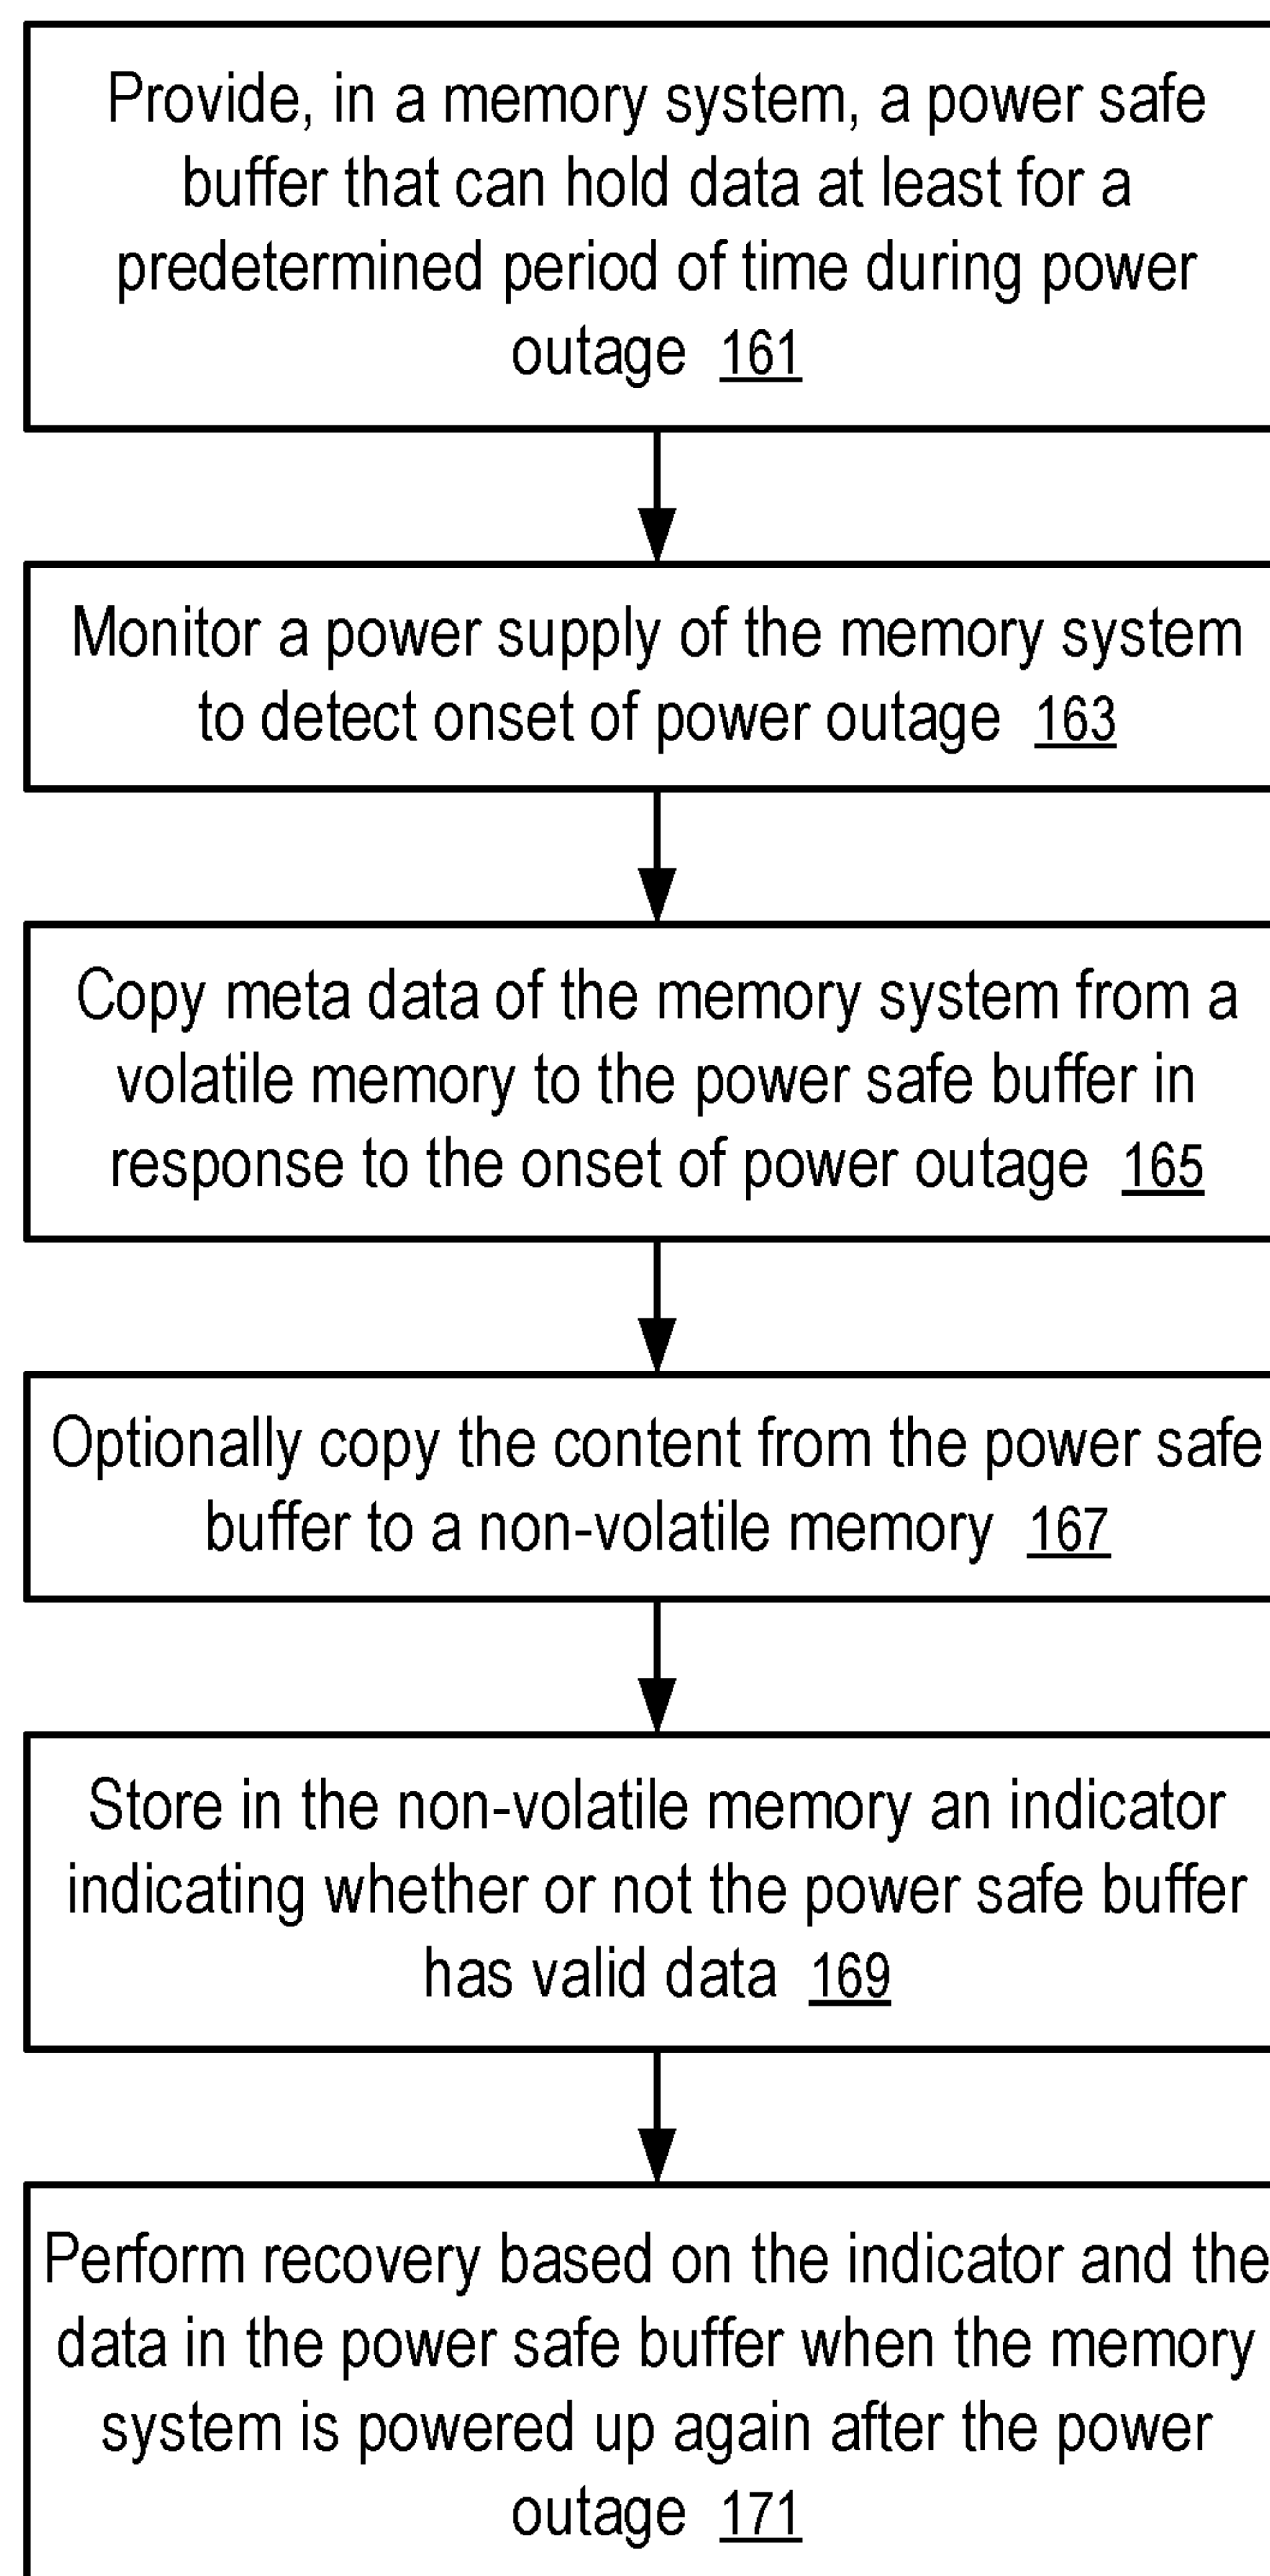 Provide, in a memory system, a power safe
buffer that can hold data at least for a
predetermined period of time during power
outage 161
Monitor a power supply of the memory system
to detect onset of power outage 163
Copy meta data of the memory system from a
volatile memory to the power safe buffer in
response to the onset of power outage 165
Optionally copy the content from the power safe
buffer to a non-volatile memory 167
Store in the non-volatile memory an indicator
indicating whether or not the power safe buffer
has valid data 169
Perform recovery based on the indicator and the
data in the power safe buffer when the memory
system is powered up again after the power
outage 171